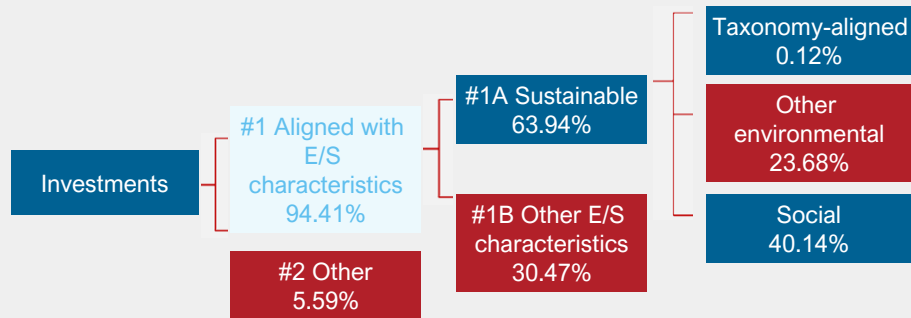 Investments
#1 Aligned with
E/S
characteristics
94.41%
#2 Other
5.59%
#1A Sustainable
63.94%
#1B Other E/S
characteristics
30.47%
Taxonomy-aligned
0.12%
Other
environmental
23.68%
Social
40.14%